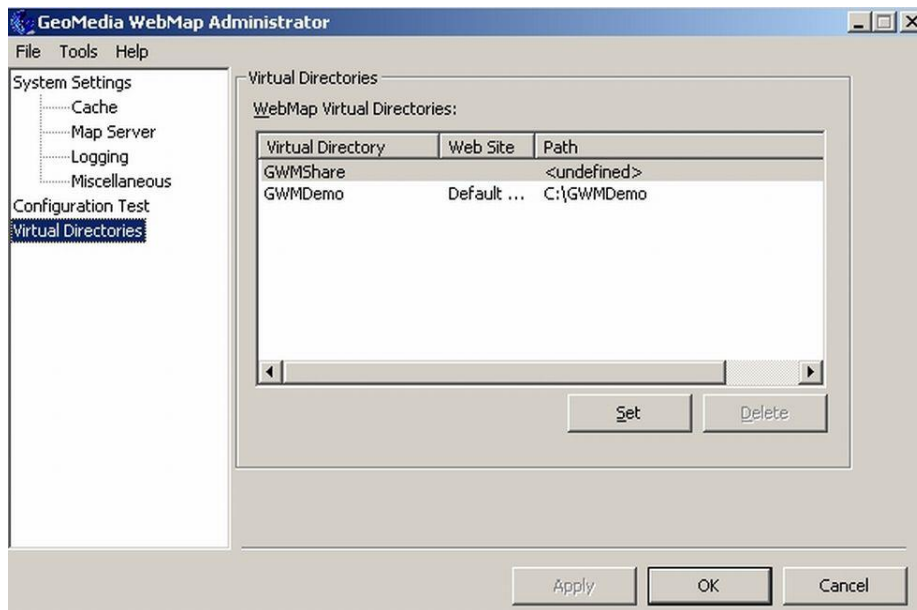 GeoMedia WebMap Administrator
File Tools Help
System Settings
Cache
Map Server
Logging
Miscellaneous
Configuration Test
Virtual Directories
Virtual Directories
WebMap Virtual Directories:
Virtual Directory Web Site Path
GWMShare <undefined>
GWMDemo Default ... C:\GWMDemo
Set Delete
Apply OK Cancel